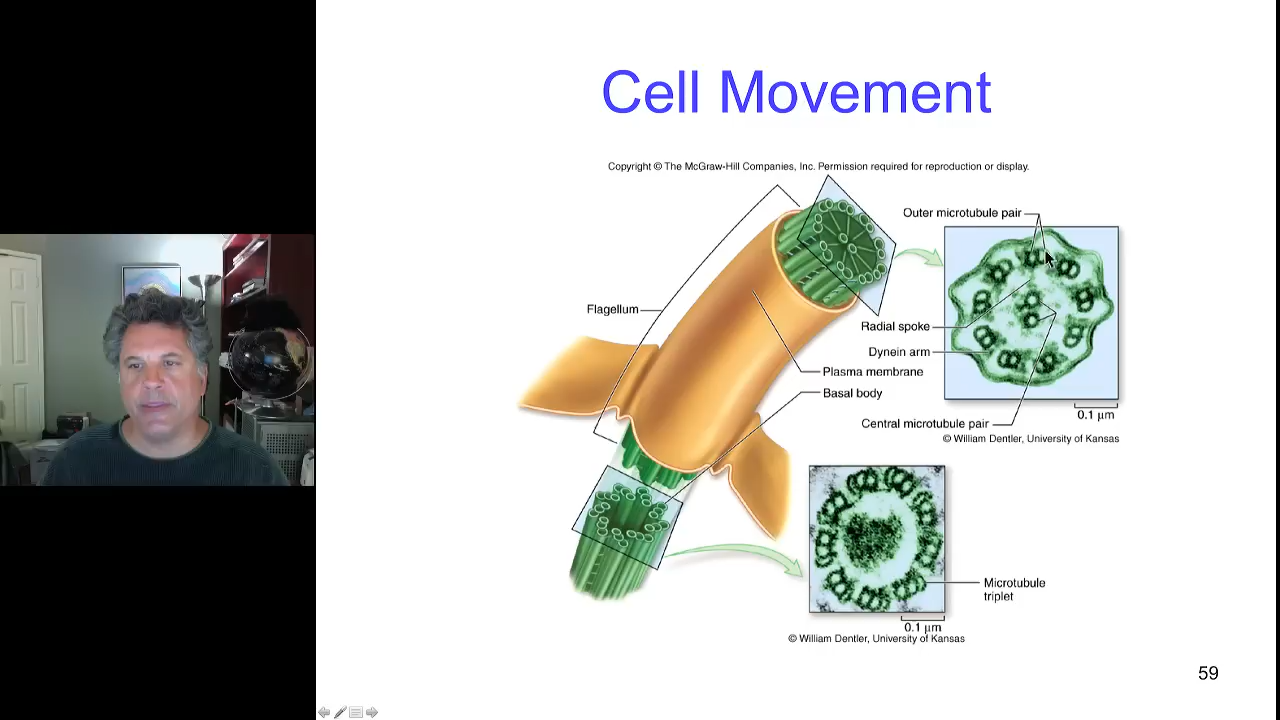 Cell Movement
Copyright © The McGraw-Hill Companies, Inc. Permission required for reproduction or display.
Outer microtubule pair
Flagellum
Radial spoke
Dynein arm
Plasma membrane
Basal body
0.1 µm
Central microtubule pair
© William Dentler, University of Kansas
Microtubule
triplet
0.1 µm
© William Dentler, University of Kansas
59